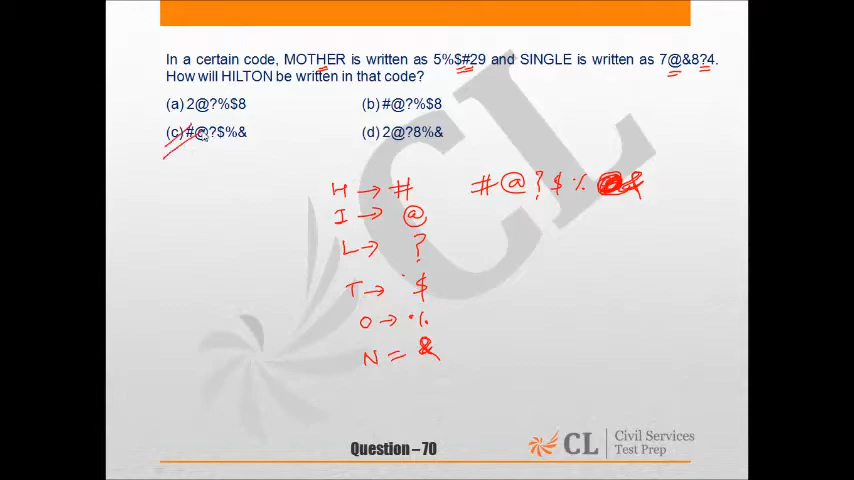 In a certain code, MOTHER is written as 5%$#29 and SINGLE is written as 7@&8?4.
How will HILTON be written in that code?
(a) 2@?%$8 (b) #@?%$8
(c) #@?$%& (d) 2@?8%&
H → # # @ ? $ % &
I → @
L → ?
T → $
O → %
N = &
CL
Question – 70
CL Civil Services
Test Prep